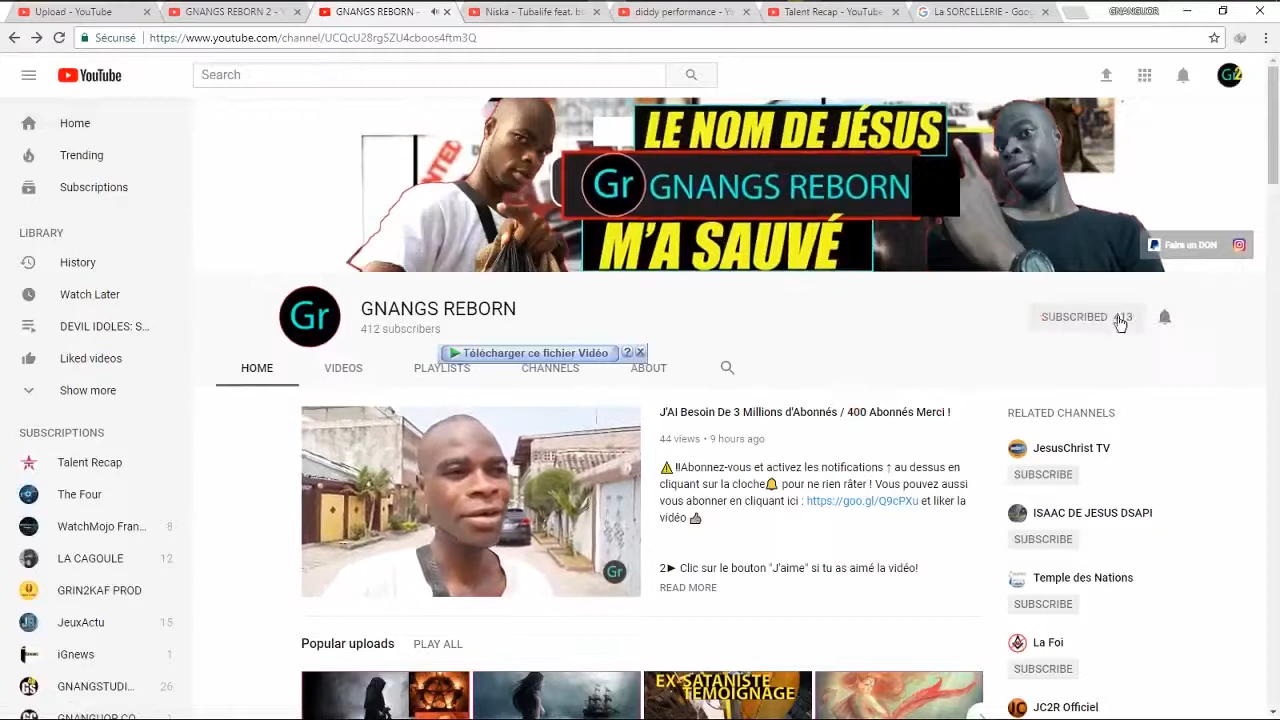 Upload - YouTube
GNANGS REBORN 2 - Y
GNANGS REBORN -
Niska - Tubalife feat. b
diddy performance - Yo
Talent Recap - YouTube
La SORCELLERIE - Goog
GNANGUOR
Sécurisé
https://www.youtube.com/channel/UCQcU28rgSZU4cboos4ftm3Q
YouTube
Search
Gr2
Home
Trending
Subscriptions
LIBRARY
History
Watch Later
DEVIL IDOLES: S...
Liked videos
Show more
SUBSCRIPTIONS
Talent Recap
The Four
WatchMojo Fran... 8
LA CAGOULE 12
GRIN2KAF PROD
JeuxActu 15
iGnews 1
GNANGSTUDI... 26
GNANGUOR CO
LE NOM DE JÉSUS
Gr GNANGS REBORN
M'A SAUVÉ
Faire un DON
Gr
GNANGS REBORN
412 subscribers
SUBSCRIBED 413
Télécharger ce fichier Vidéo ?
HOME
VIDEOS
PLAYLISTS
CHANNELS
ABOUT
Gr
J'AI Besoin De 3 Millions d'Abonnés / 400 Abonnés Merci !
44 views • 9 hours ago
⚠️!!Abonnez-vous et activez les notifications ↑ au dessus en
cliquant sur la cloche🔔 pour ne rien râter ! Vous pouvez aussi
vous abonner en cliquant ici : https://goo.gl/Q9cPXu et liker la
vidéo 👍
2► Clic sur le bouton "J'aime" si tu as aimé la vidéo!
READ MORE
Popular uploads
PLAY ALL
EX-SATANISTE
TÉMOIGNAGE
RELATED CHANNELS
JesusChrist TV
SUBSCRIBE
ISAAC DE JESUS DSAPI
SUBSCRIBE
Temple des Nations
SUBSCRIBE
La Foi
SUBSCRIBE
JC2R Officiel